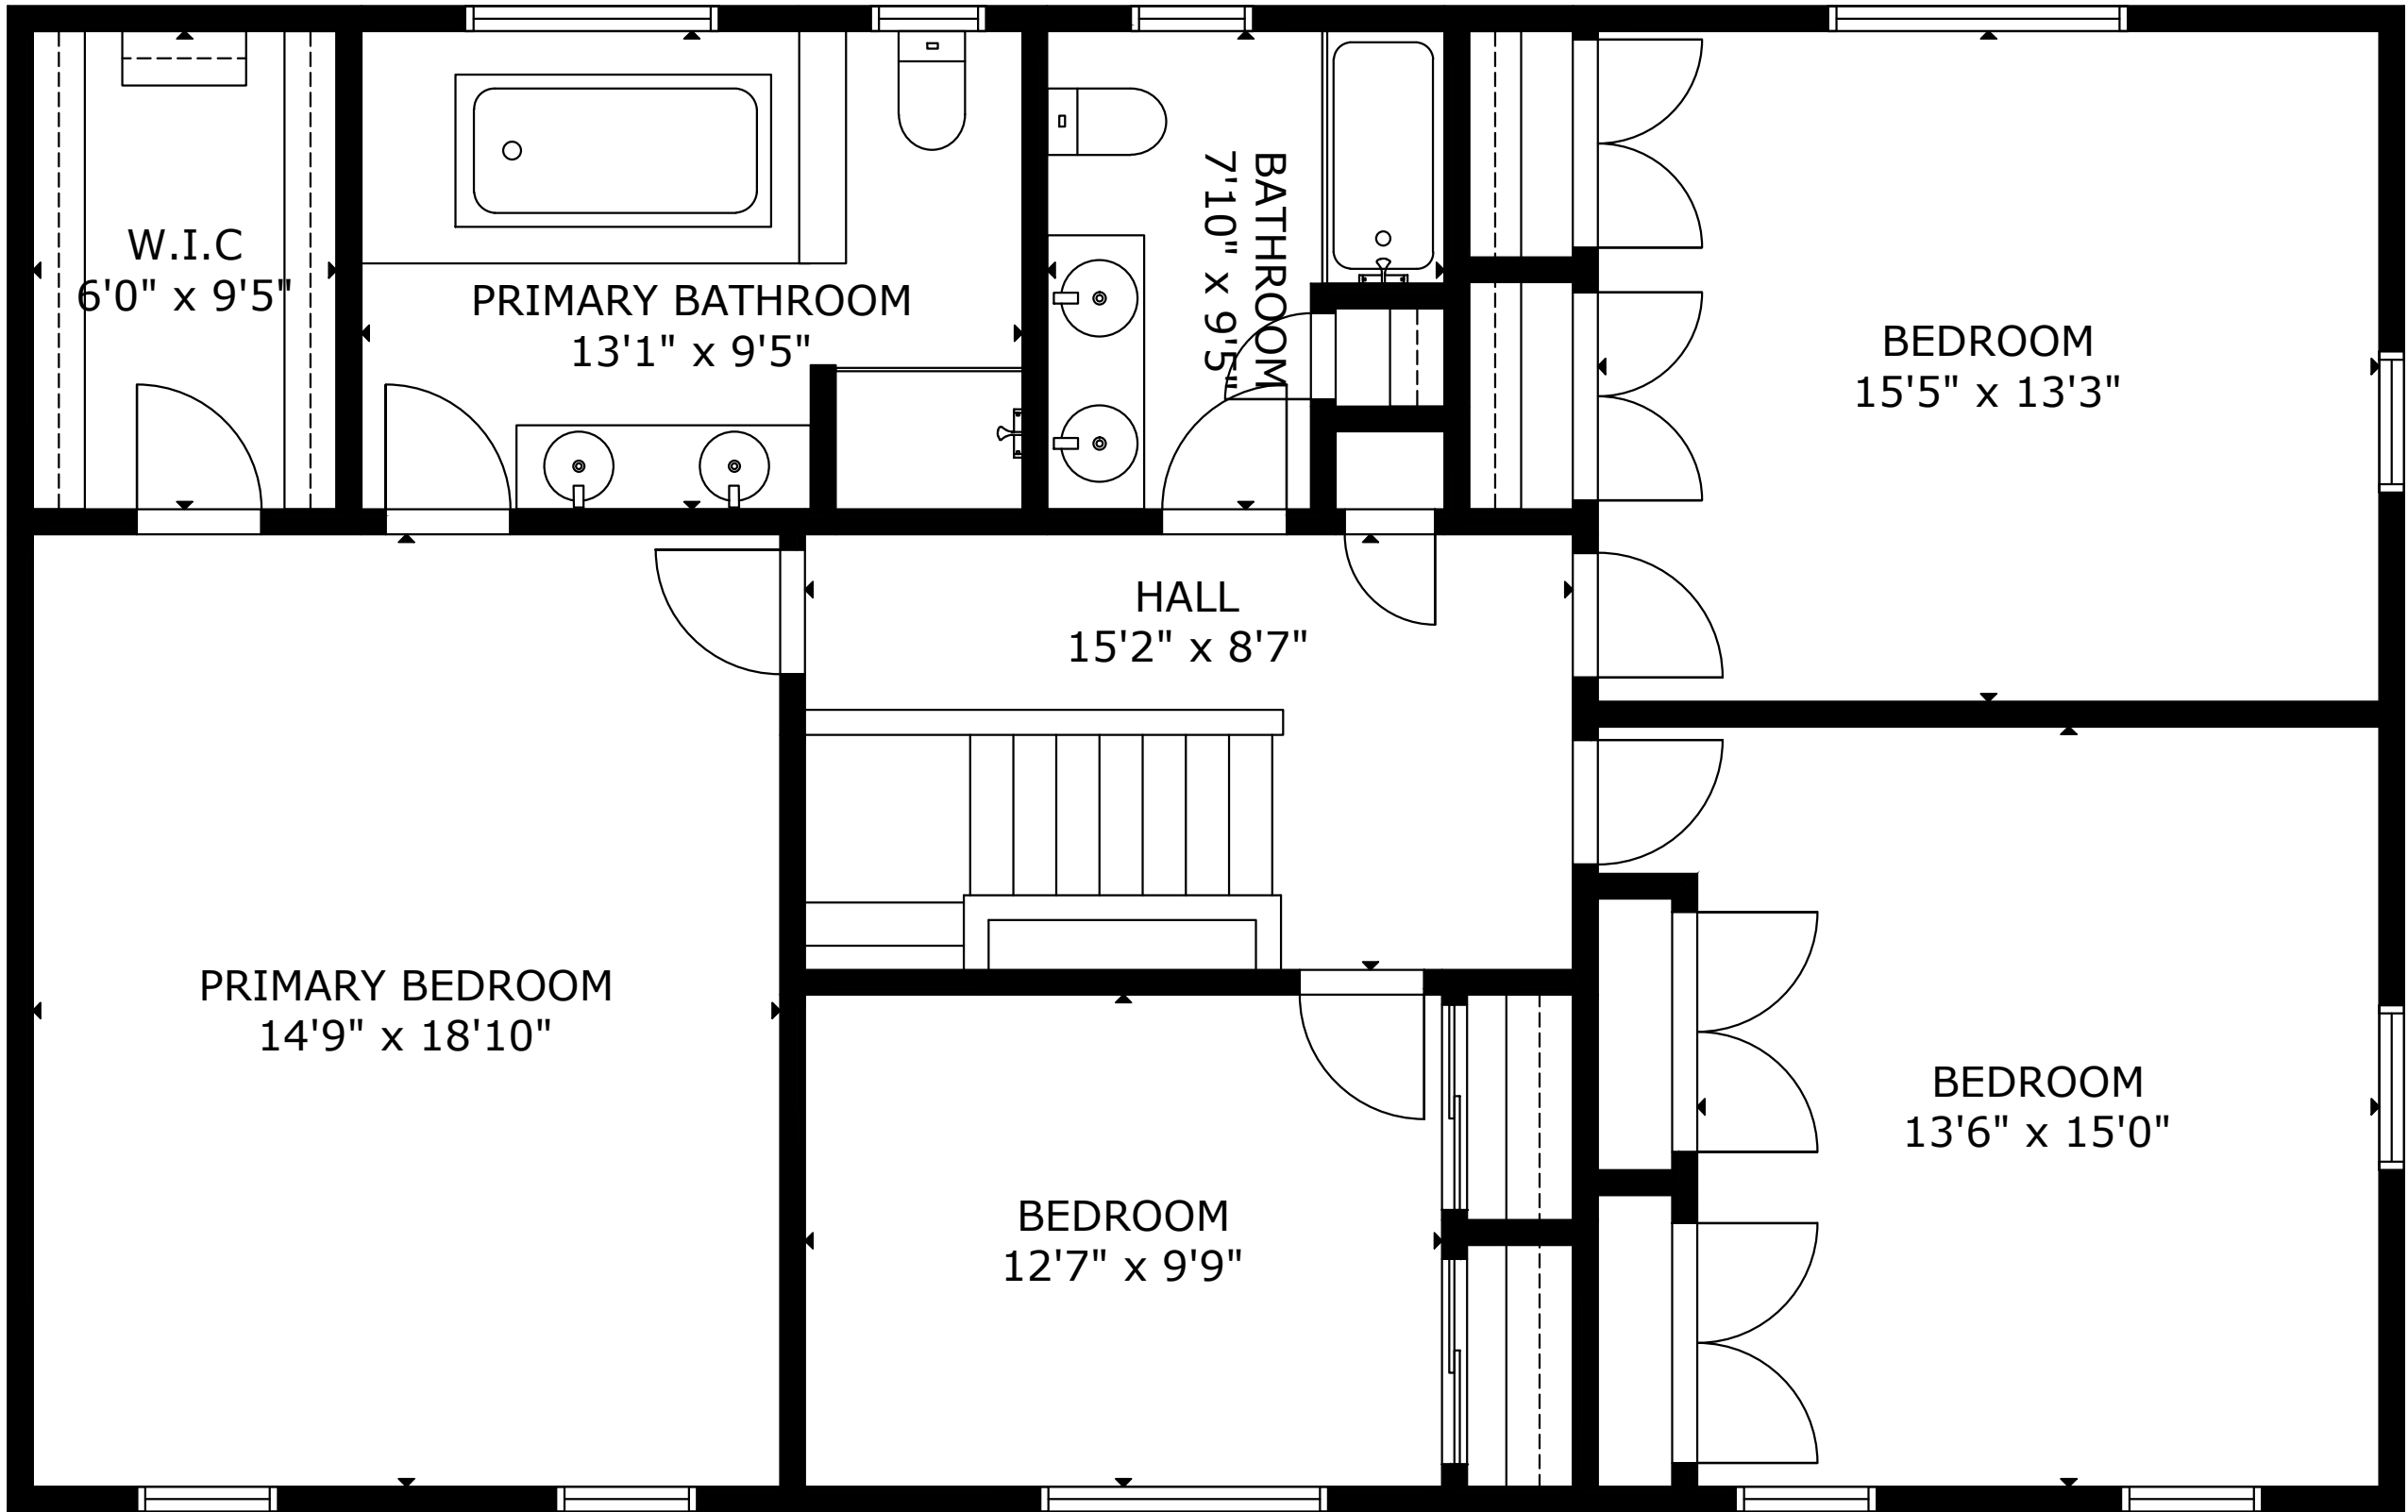 W.I.C
6'0" x 9'5"
PRIMARY BATHROOM
13'1" x 9'5"
BATHROOM
7'10" x 9'5"
BEDROOM
15'5" x 13'3"
HALL
15'2" x 8'7"
PRIMARY BEDROOM
14'9" x 18'10"
BEDROOM
13'6" x 15'0"
BEDROOM
12'7" x 9'9"